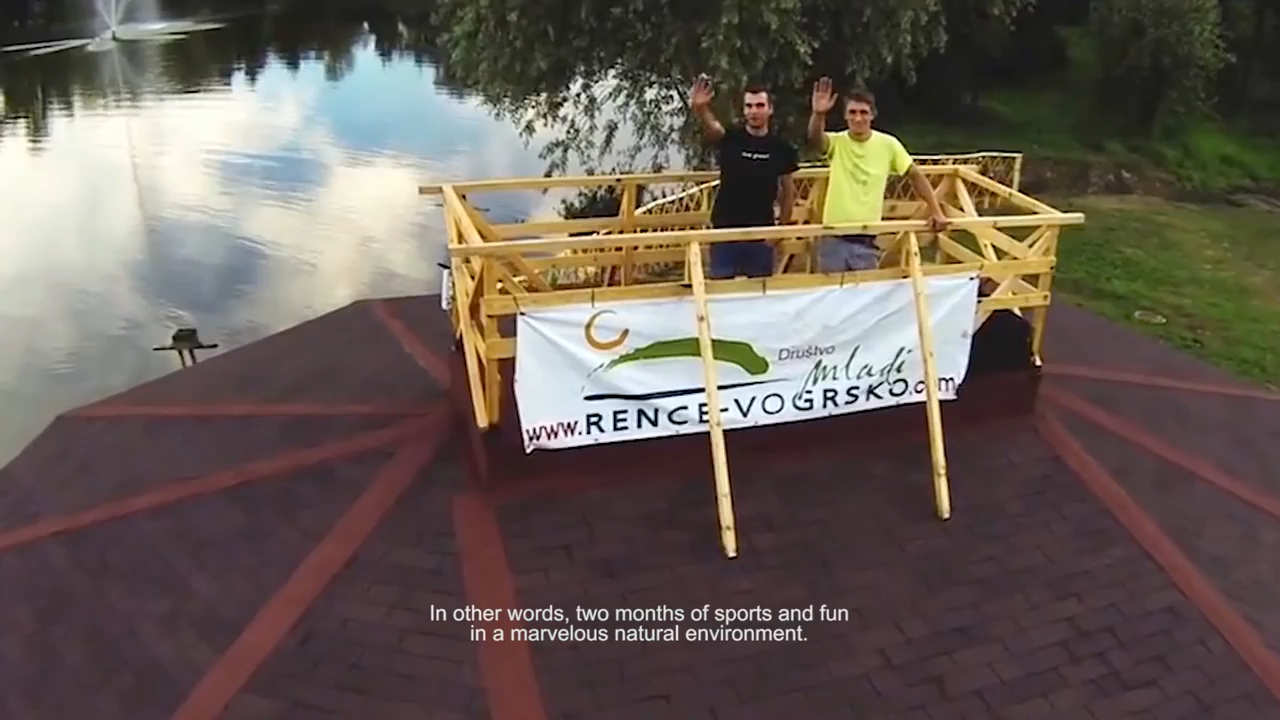 Društvo
mladi
www.RENCE-VOGRSKO.com
In other words, two months of sports and fun
in a marvelous natural environment.